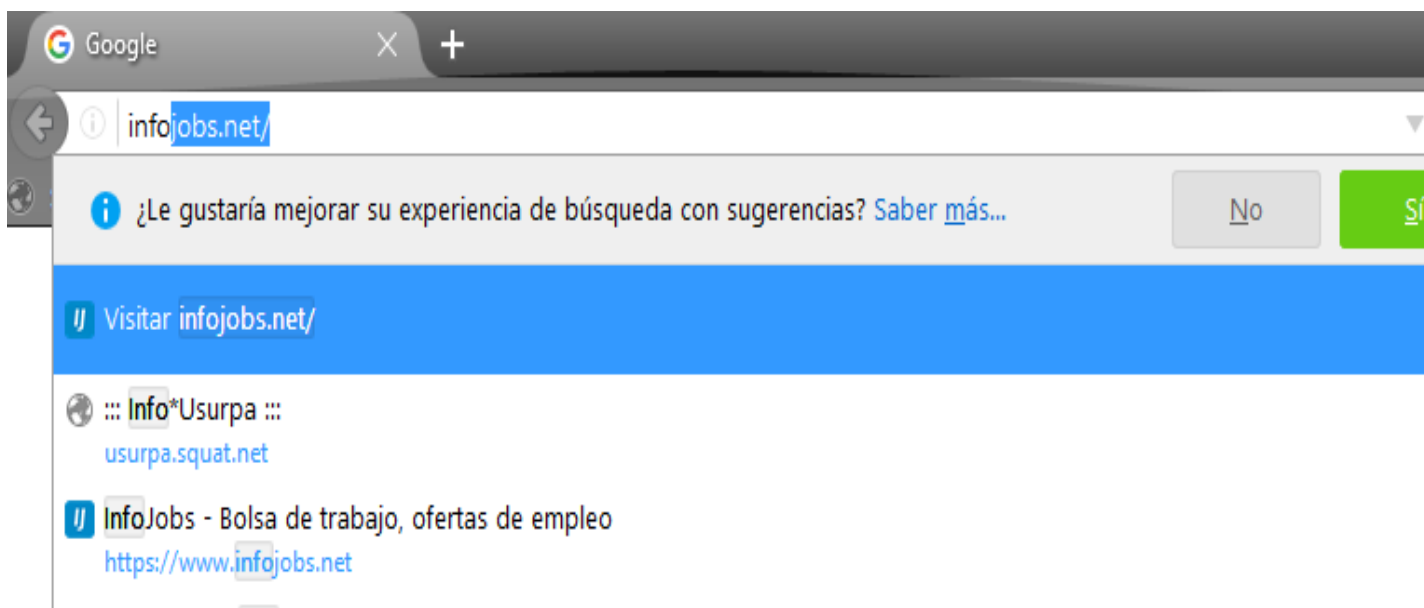 Google
infojobs.net/
¿Le gustaría mejorar su experiencia de búsqueda con sugerencias? Saber más... No Sí
Visitar infojobs.net/
::: Info*Usurpa :::
usurpa.squat.net
InfoJobs - Bolsa de trabajo, ofertas de empleo
https://www.infojobs.net